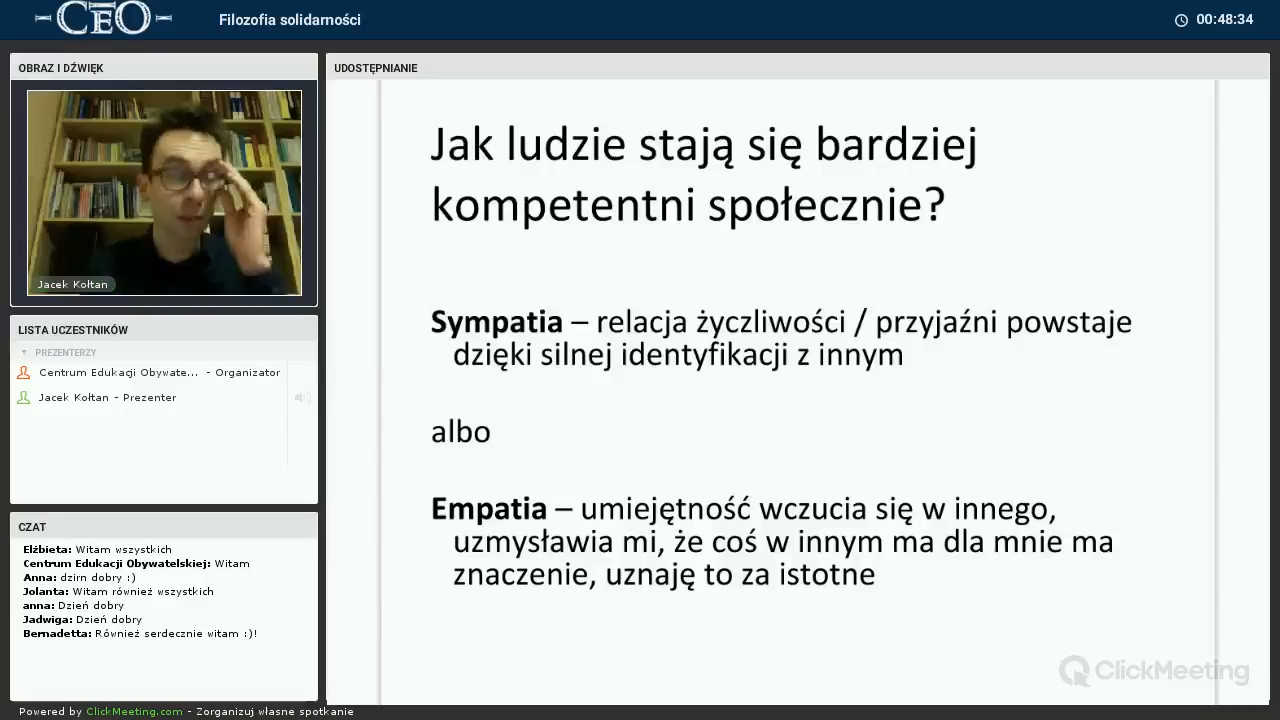 CEO
Filozofia solidarności
00:48:34
OBRAZ I DŹWIĘK
Jacek Kołtan
LISTA UCZESTNIKÓW
PREZENTERZY
Centrum Edukacji Obywate... - Organizator
Jacek Kołtan - Prezenter
CZAT
Elżbieta: Witam wszystkich
Centrum Edukacji Obywatelskiej: Witam
Anna: dzirn dobry :)
Jolanta: Witam również wszystkich
anna: Dzień dobry
Jadwiga: Dzień dobry
Bernadetta: Również serdecznie witam :)!
UDOSTĘPNIANIE
Jak ludzie stają się bardziej
kompetentni społecznie?
Sympatia – relacja życzliwości / przyjaźni powstaje
dzięki silnej identyfikacji z innym
albo
Empatia – umiejętność wczucia się w innego,
uzmysławia mi, że coś w innym ma dla mnie ma
znaczenie, uznaję to za istotne
ClickMeeting
Powered by ClickMeeting.com - Zorganizuj własne spotkanie